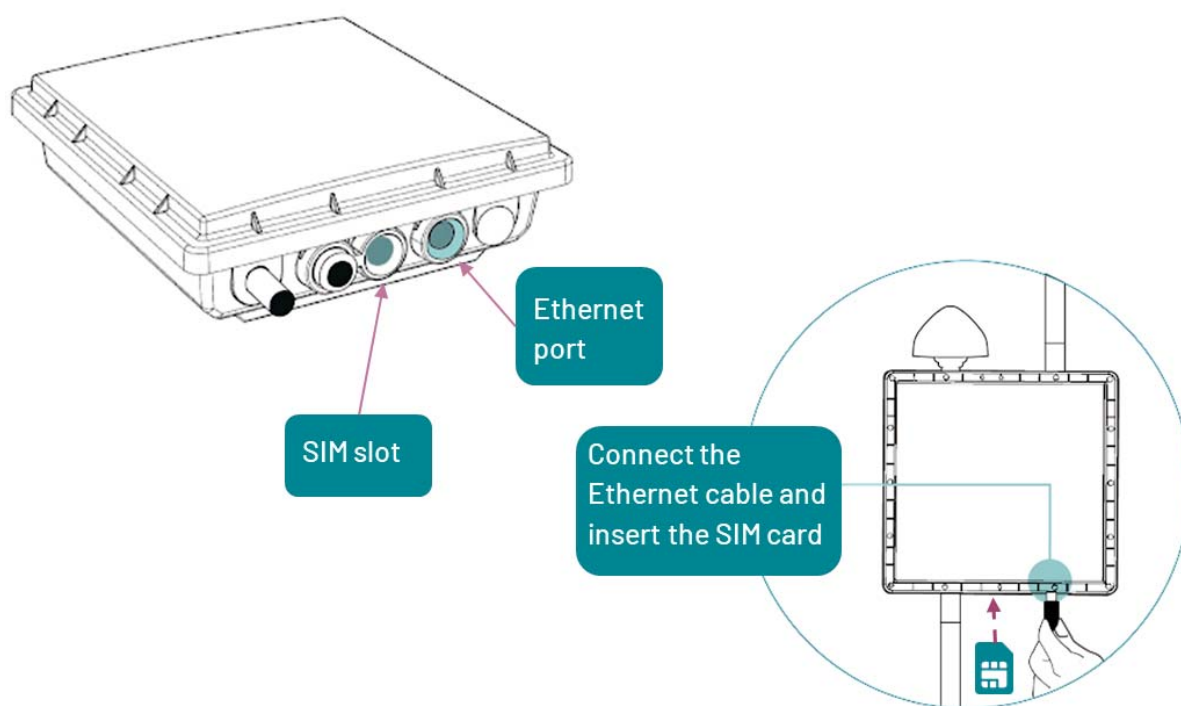 Ethernet
port
SIM slot
Connect the
Ethernet cable and
insert the SIM card